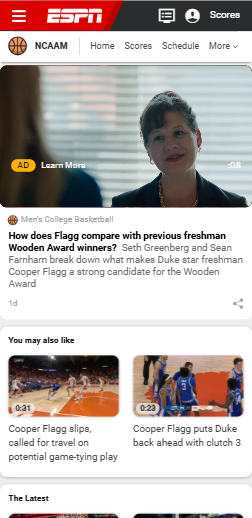 ESPN
Scores
NCAAM
Home Scores Schedule More
AD Learn More :08
Men's College Basketball
How does Flagg compare with previous freshman
Wooden Award winners? Seth Greenberg and Sean
Farnham break down what makes Duke star freshman
Cooper Flagg a strong candidate for the Wooden
Award
1d
You may also like
0:31
0:23
Cooper Flagg slips,
called for travel on
potential game-tying play
Cooper Flagg puts Duke
back ahead with clutch 3
The Latest